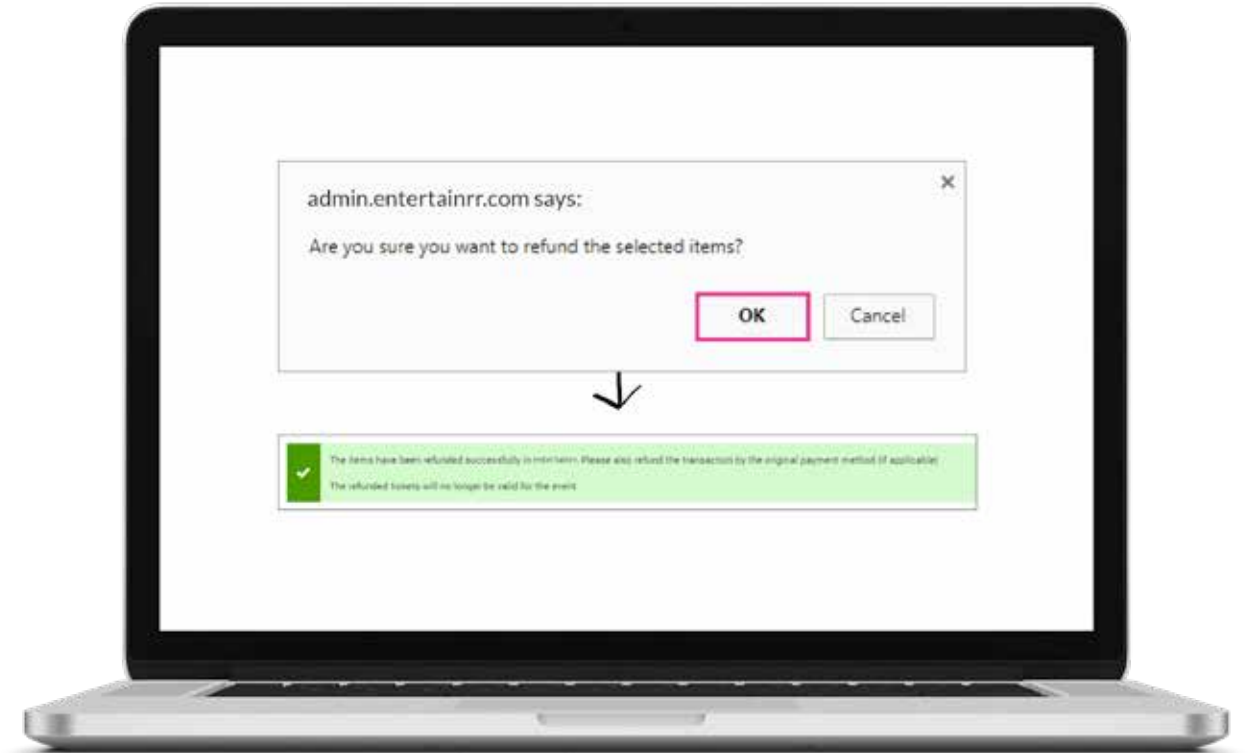 admin.entertainrr.com says:
Are you sure you want to refund the selected items?
OK
Cancel
The items have been refunded successfully in Please also refund the transaction by the original payment method (if applicable)
The refunded tickets will no longer be valid for the event